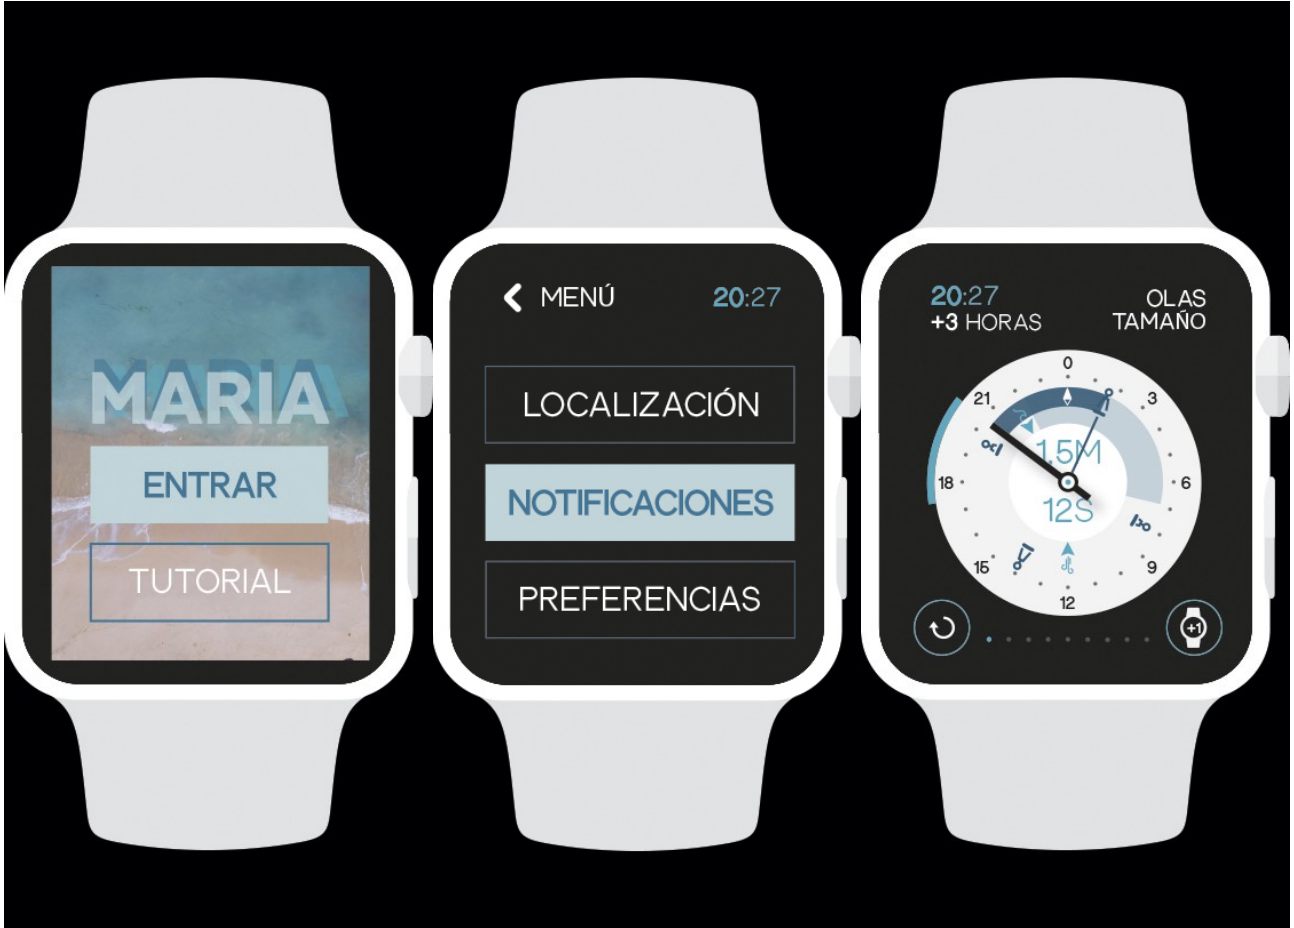 MARIA
ENTRAR
TUTORIAL
MENÚ 20:27
LOCALIZACIÓN
NOTIFICACIONES
PREFERENCIAS
20:27
+3 HORAS
OLAS
TAMAÑO
0
3
6
9
12
15
18
21
1,5M
12S
+1